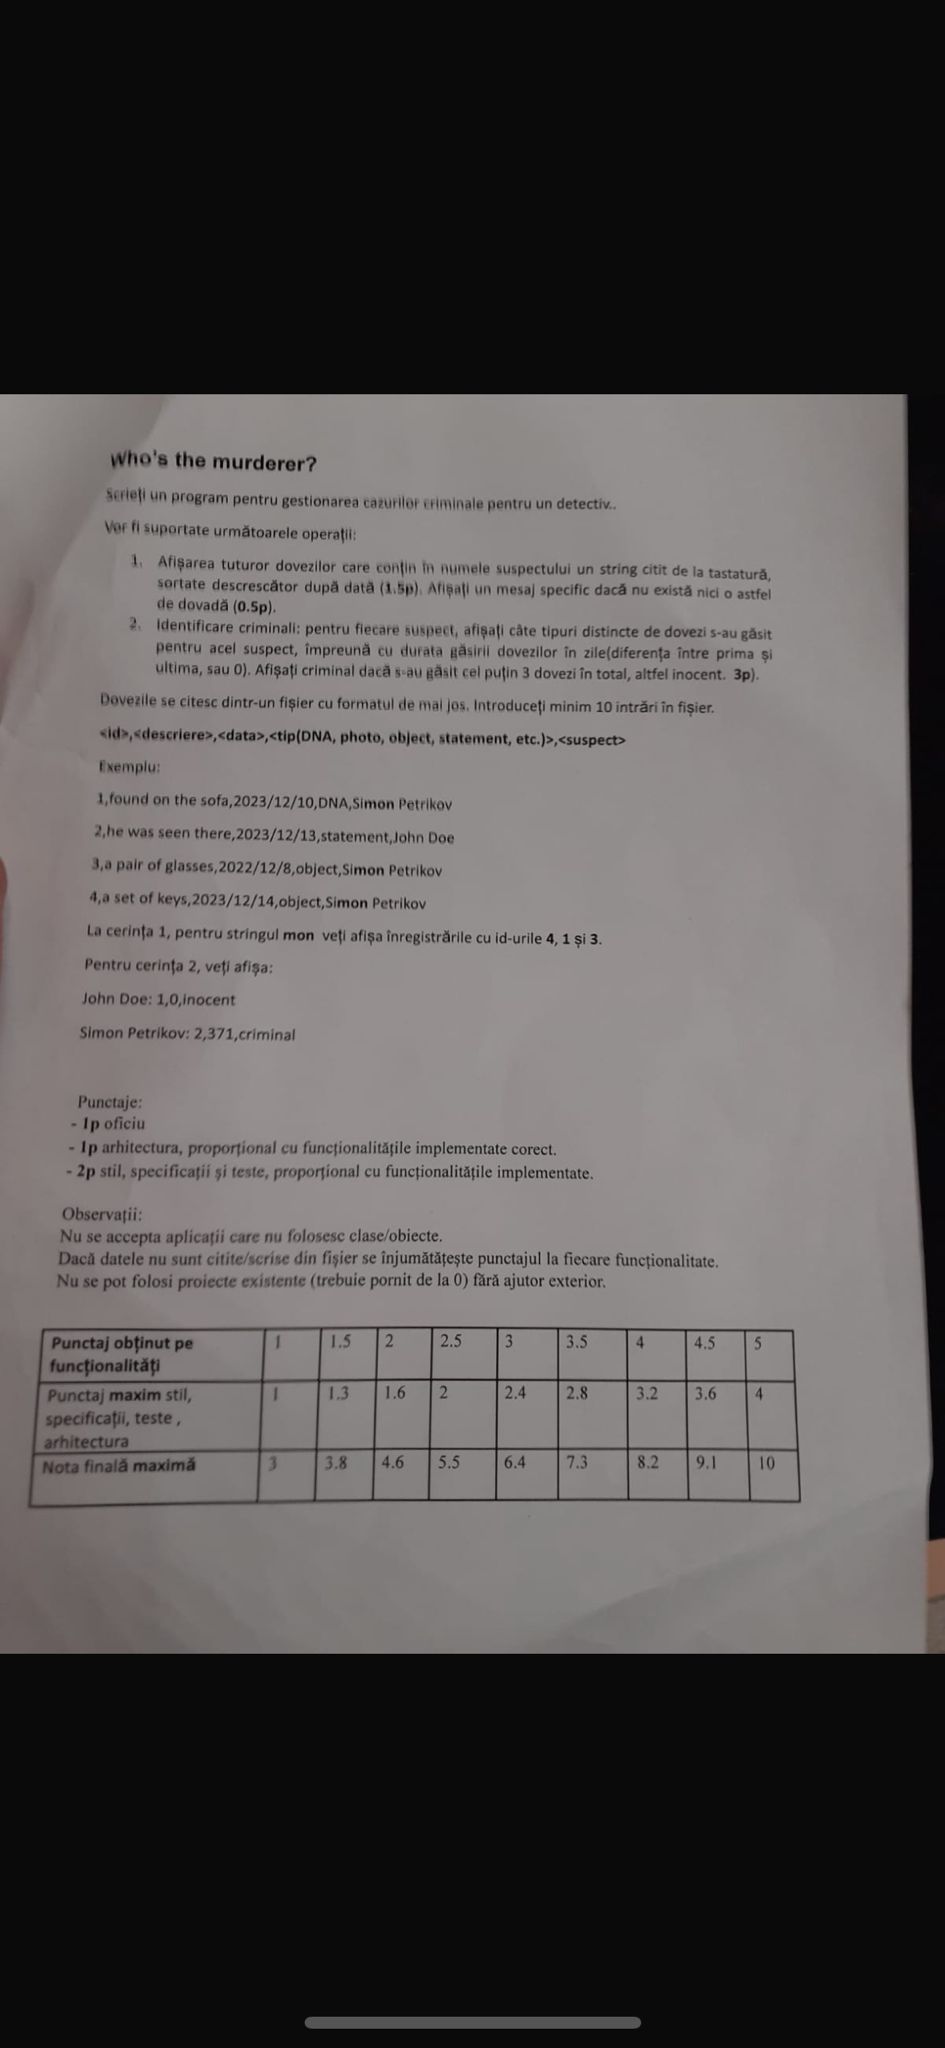 Who's the murderer?
Scrieți un program pentru gestionarea cazurilor criminale pentru un detectiv..
Vor fi suportate următoarele operații:
1. Afișarea tuturor dovezilor care conțin în numele suspectului un string citit de la tastatură,
sortate descrescător după dată (1.5p). Afișați un mesaj specific dacă nu există nici o astfel
de dovadă (0.5p).
2. Identificare criminali: pentru fiecare suspect, afișați câte tipuri distincte de dovezi s-au găsit
pentru acel suspect, împreună cu durata găsirii dovezilor în zile(diferența între prima și
ultima, sau 0). Afișați criminal dacă s-au găsit cel puțin 3 dovezi în total, altfel inocent. 3p).
Dovezile se citesc dintr-un fișier cu formatul de mai jos. Introduceți minim 10 intrări în fișier.
<id>,<descriere>,<data>,<tip(DNA, photo, object, statement, etc.)>,<suspect>
Exemplu:
1,found on the sofa,2023/12/10,DNA,Simon Petrikov
2,he was seen there,2023/12/13,statement,John Doe
3,a pair of glasses,2022/12/8,object,Simon Petrikov
4,a set of keys,2023/12/14,object,Simon Petrikov
La cerința 1, pentru stringul mon veți afișa înregistrările cu id-urile 4, 1 și 3.
Pentru cerința 2, veți afișa:
John Doe: 1,0,inocent
Simon Petrikov: 2,371,criminal
Punctaje:
- 1p oficiu
- 1p arhitectura, proporțional cu funcționalitățile implementate corect.
- 2p stil, specificații și teste, proporțional cu funcționalitățile implementate.
Observații:
Nu se accepta aplicații care nu folosesc clase/obiecte.
Dacă datele nu sunt citite/scrise din fișier se înjumătățește punctajul la fiecare funcționalitate.
Nu se pot folosi proiecte existente (trebuie pornit de la 0) fără ajutor exterior.
Punctaj obținut pe funcționalități 1 1.5 2 2.5 3 3.5 4 4.5 5
Punctaj maxim stil, specificații, teste , arhitectura 1 1.3 1.6 2 2.4 2.8 3.2 3.6 4
Nota finală maximă 3 3.8 4.6 5.5 6.4 7.3 8.2 9.1 10